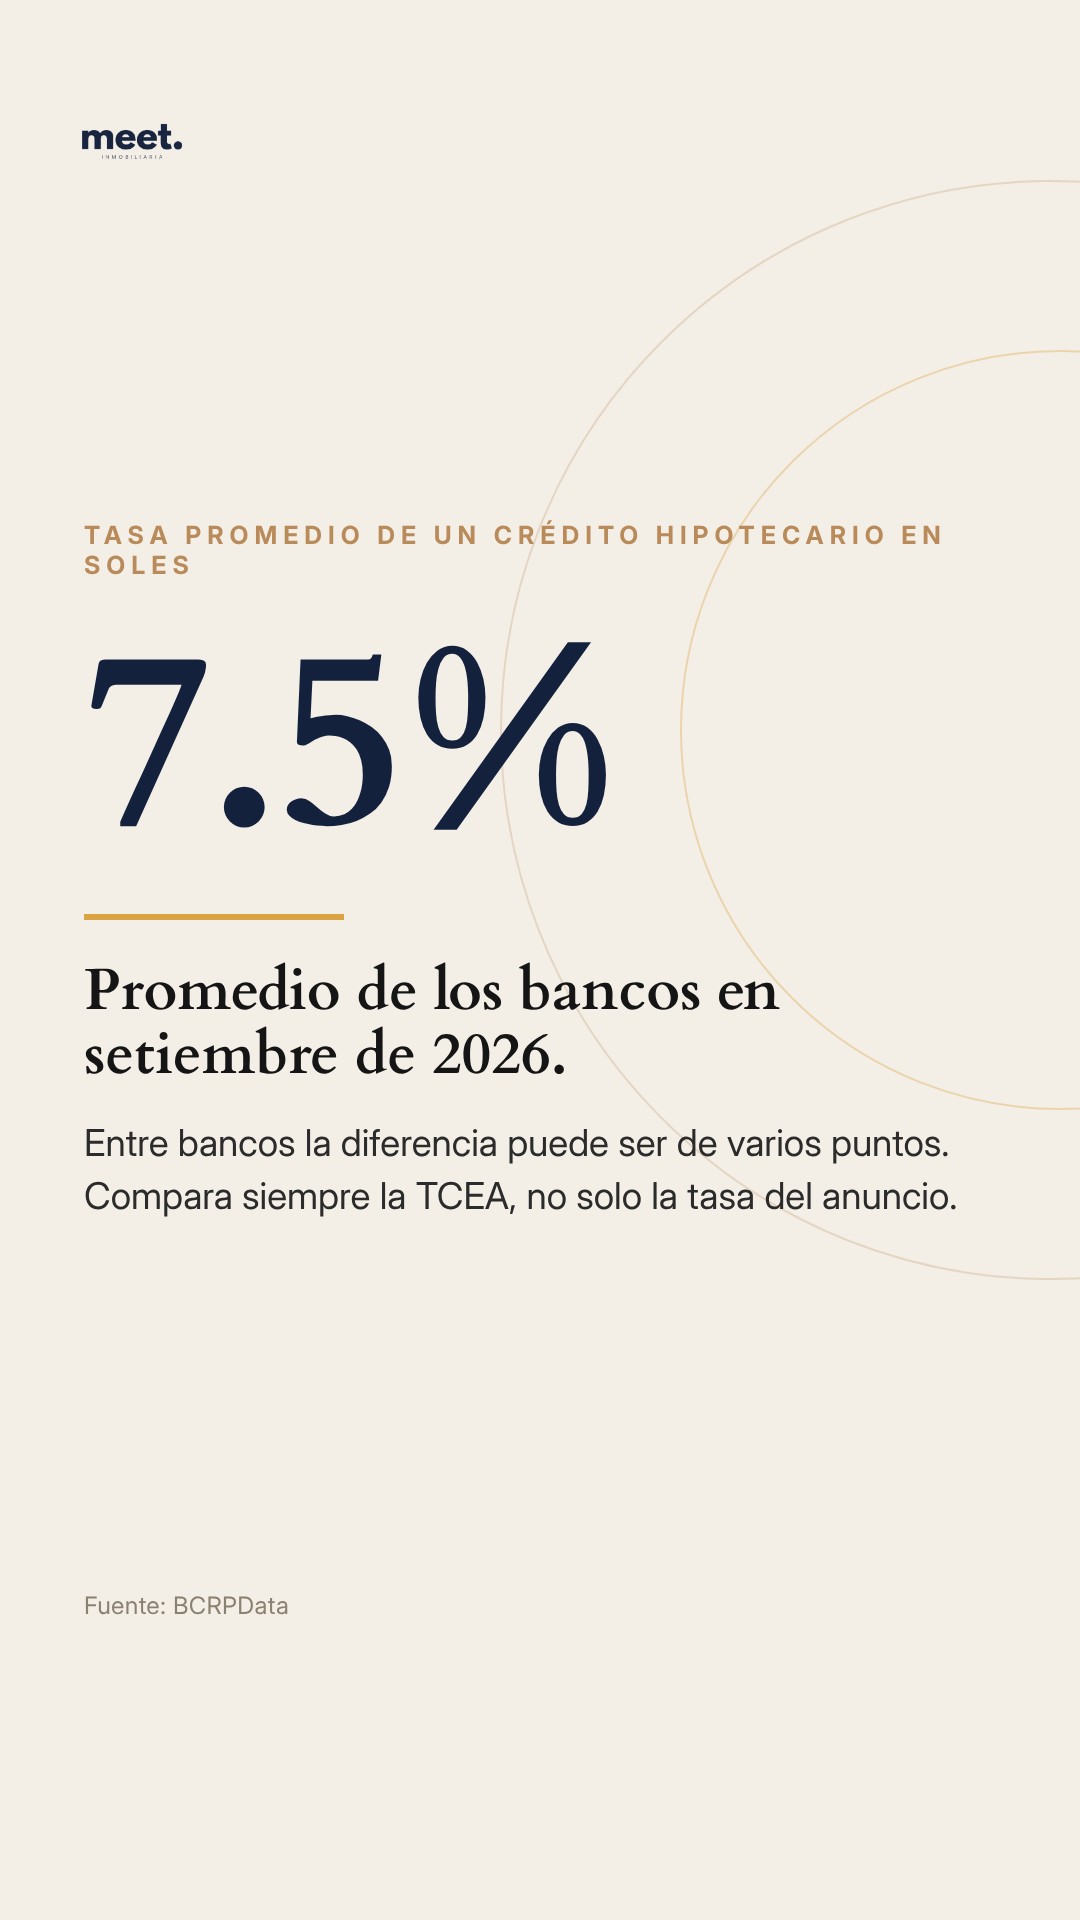 meet.
INMOBILIARIA
TASA PROMEDIO DE UN CRÉDITO HIPOTECARIO EN
SOLES
7.5%
Promedio de los bancos en
setiembre de 2026.
Entre bancos la diferencia puede ser de varios puntos.
Compara siempre la TCEA, no solo la tasa del anuncio.
Fuente: BCRPData